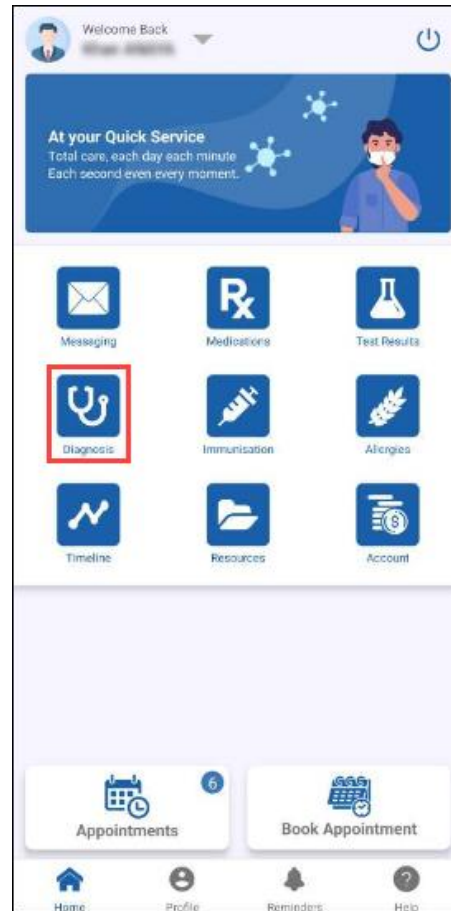 Welcome Back
At your Quick Service
Total care, each day each minute
Each second even every moment.
Messaging
Medications
Test Results
Diagnosis
Immunisation
Allergies
Timeline
Resources
Account
6
Appointments
Book Appointment
Home
Profile
Reminders
Help